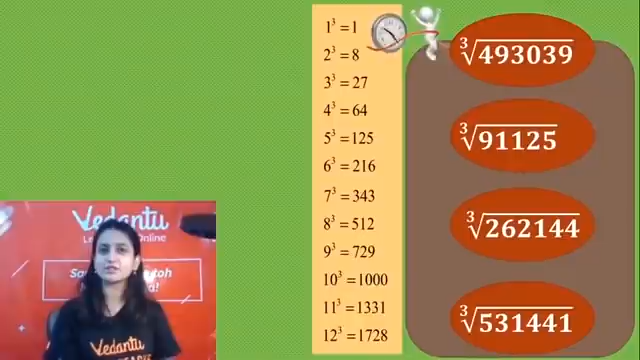 1³ = 1
2³ = 8
3³ = 27
4³ = 64
5³ = 125
6³ = 216
7³ = 343
8³ = 512
9³ = 729
10³ = 1000
11³ = 1331
12³ = 1728
∛493039
∛91125
∛262144
∛531441
Vedantu
Vedantu